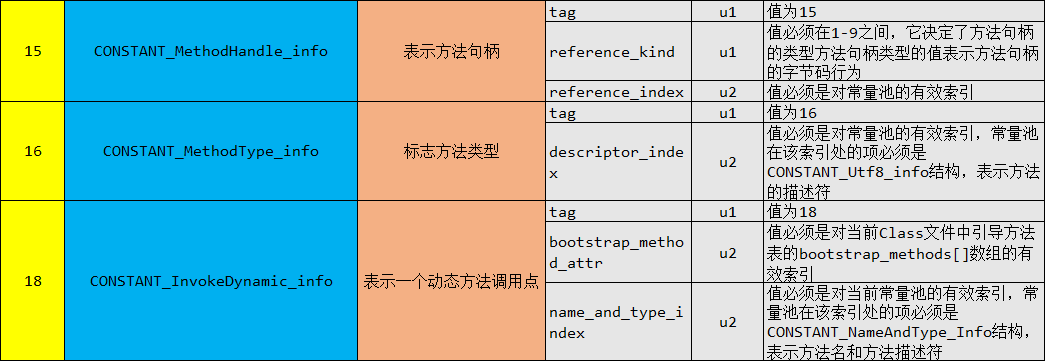 15
CONSTANT_MethodHandle_info
表示方法句柄
tag
u1
值为15
reference_kind
u1
值必须在1-9之间，它决定了方法句柄
的类型方法句柄类型的值表示方法句柄
的字节码行为
reference_index
u2
值必须是对常量池的有效索引
16
CONSTANT_MethodType_info
标志方法类型
tag
u1
值为16
descriptor_inde
x
u2
值必须是对常量池的有效索引，常量池
在该索引处的项必须是
CONSTANT_Utf8_info结构，表示方法
的描述符
18
CONSTANT_InvokeDynamic_info
表示一个动态方法调用点
tag
u1
值为18
bootstrap_metho
d_attr
u2
值必须是对当前Class文件中引导方法
表的bootstrap_methods[]数组的有
效索引
name_and_type_i
ndex
u2
值必须是对当前常量池的有效索引，常
量池在该索引处的项必须是
CONSTANT_NameAndType_Info结构，
表示方法名和方法描述符